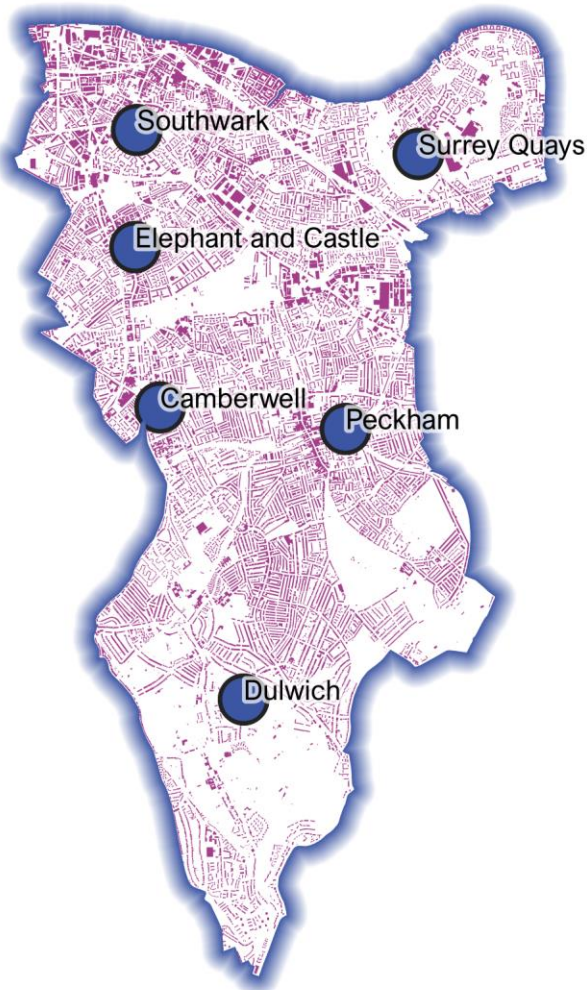 Southwark
Surrey Quays
Elephant and Castle
Camberwell
Peckham
Dulwich